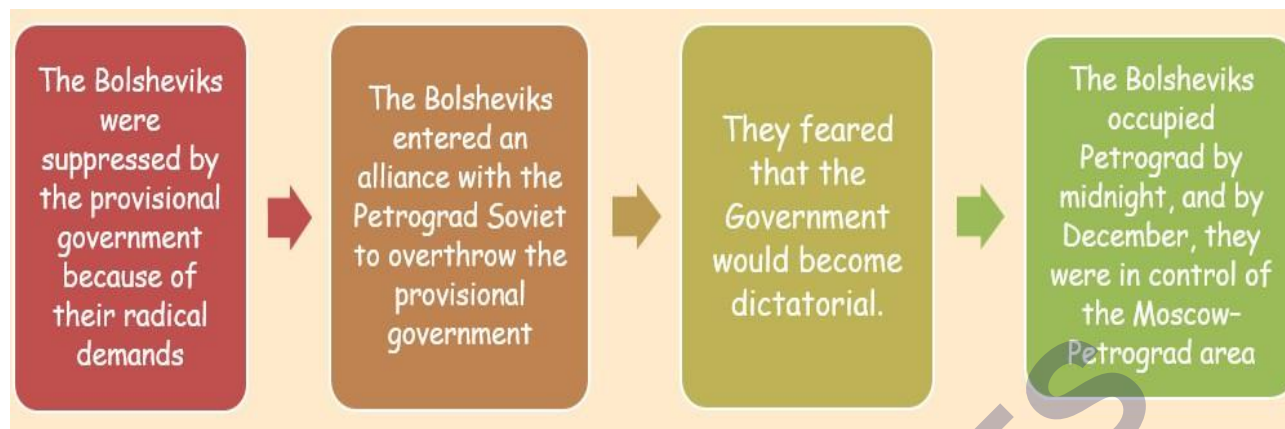 The Bolsheviks
were
suppressed by
the provisional
government
because of
their radical
demands
The Bolsheviks
entered an
alliance with the
Petrograd Soviet
to overthrow the
provisional
government
They feared
that the
Government
would become
dictatorial.
The Bolsheviks
occupied
Petrograd by
midnight, and by
December, they
were in control of
the Moscow–
Petrograd area